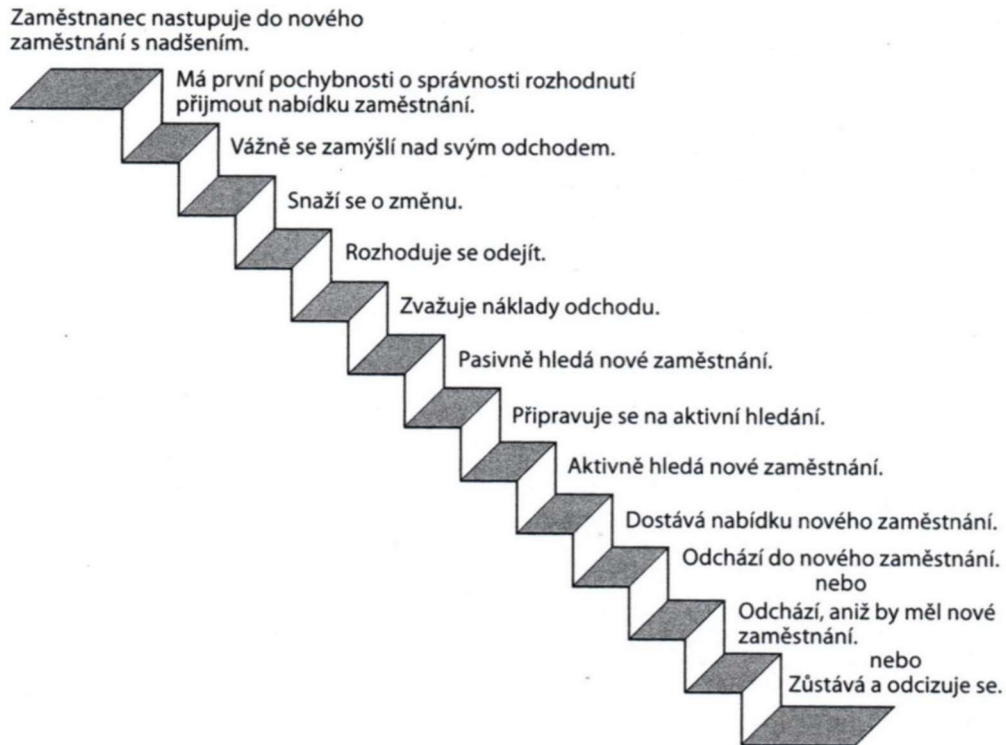 Zaměstnanec nastupuje do nového
zaměstnání s nadšením.
Má první pochybnosti o správnosti rozhodnutí
přijmout nabídku zaměstnání.
Vážně se zamýšlí nad svým odchodem.
Snaží se o změnu.
Rozhoduje se odejít.
Zvažuje náklady odchodu.
Pasivně hledá nové zaměstnání.
Připravuje se na aktivní hledání.
Aktivně hledá nové zaměstnání.
Dostává nabídku nového zaměstnání.
Odchází do nového zaměstnání.
nebo
Odchází, aniž by měl nové
zaměstnání.
nebo
Zůstává a odcizuje se.